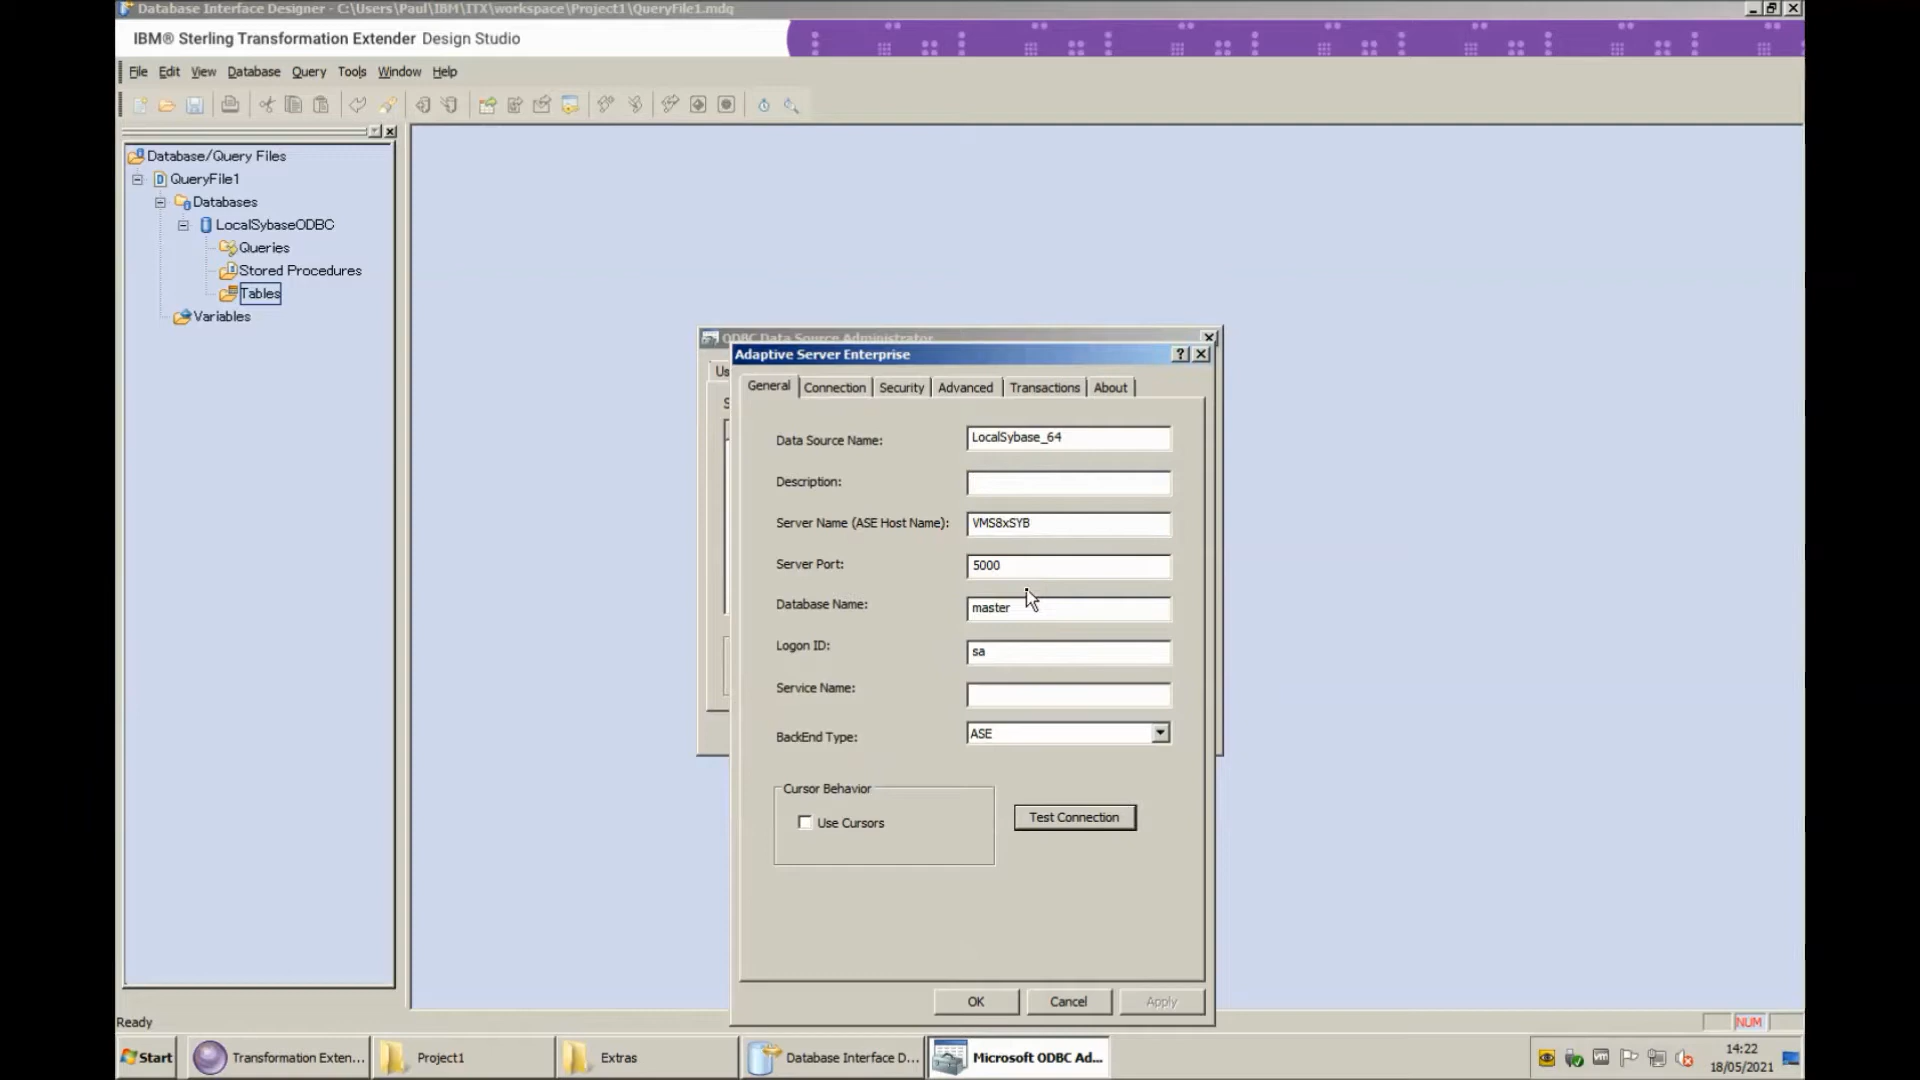 Database Interface Designer - C:\Users\Paul\IBM\ITX\workspace\Project1\QueryFile1.mdq
IBM® Sterling Transformation Extender Design Studio
File Edit View Database Query Tools Window Help
Database/Query Files
QueryFile1
Databases
LocalSybaseODBC
Queries
Stored Procedures
Tables
Variables
ODBC Data Source Administrator
Adaptive Server Enterprise
Us
General Connection Security Advanced Transactions About
S
Data Source Name: LocalSybase_64
Description:
Server Name (ASE Host Name): VMS8xSYB
Server Port: 5000
Database Name: master
Logon ID: sa
Service Name:
BackEnd Type: ASE
Cursor Behavior
Use Cursors
Test Connection
OK Cancel Apply
Ready
NUM
Start Transformation Exten... Project1 Extras Database Interface D... Microsoft ODBC Ad...
14:22
18/05/2021